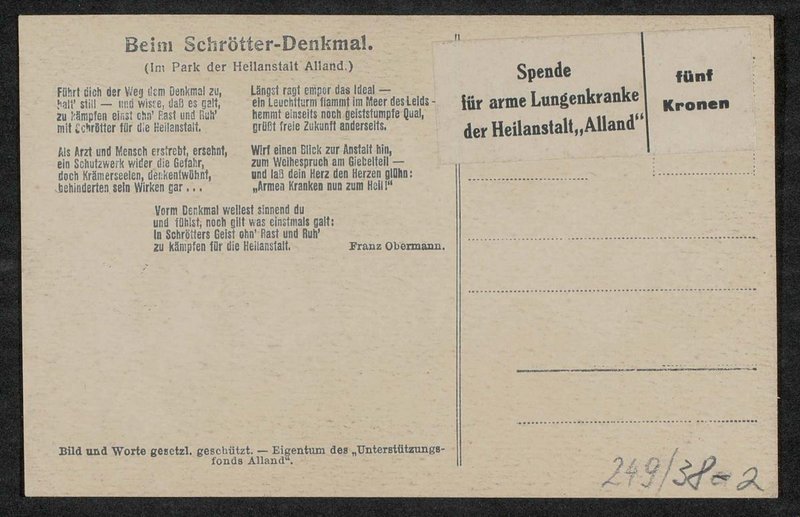 Beim Schrötter-Denkmal.
(Im Park der Heilanstalt Alland.)
Führt dich der Weg dem Denkmal zu,
halt' still — und wisse, daß es galt,
zu kämpfen einst ohn' Rast und Ruh'
mit Schrötter für die Heilanstalt.
Als Arzt und Mensch erstrebt, ersehnt,
ein Schutzwerk wider die Gefahr,
doch Krämerseelen, denkentwöhnt,
behinderten sein Wirken gar . . .
Längst ragt empor das Ideal —
ein Leuchtturm flammt im Meer des Leids -
hemmt einseits noch geiststumpfe Qual,
grüßt freie Zukunft anderseits.
Wirf einen Blick zur Anstalt hin,
zum Weihespruch am Giebelteil —
und laß dein Herz den Herzen glühn:
„Armen Kranken nun zum Heil!"
Vorm Denkmal weilest sinnend du
und fühlst, noch gilt was einstmals galt:
In Schrötters Geist ohn' Rast und Ruh'
zu kämpfen für die Heilanstalt.
Franz Obermann.
Bild und Worte gesetzl. geschützt. — Eigentum des „Unterstützungs-
fonds Alland".
Spende
für arme Lungenkranke
der Heilanstalt„Alland"
fünf
Kronen
249/38=2